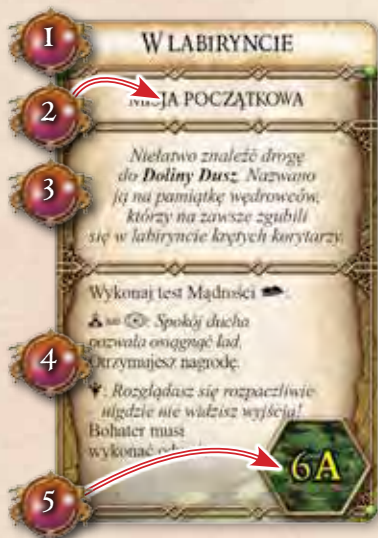 1
W LABIRYNCIE
2
MISJA POCZĄTKOWA
3
Niełatwo znaleźć drogę
do Doliny Dusz. Nazwano
ją na pamiątkę wędrowców,
którzy na zawsze zgubili
się w labiryncie krętych korytarzy.
Wykonaj test Mądrości
: Spokój ducha
pozwala osiągnąć ład.
4
Otrzymujesz nagrodę.
: Rozglądasz się rozpaczliwie
nigdzie nie widzisz wyjścia!
Bohater musi
wykonać
6A
5